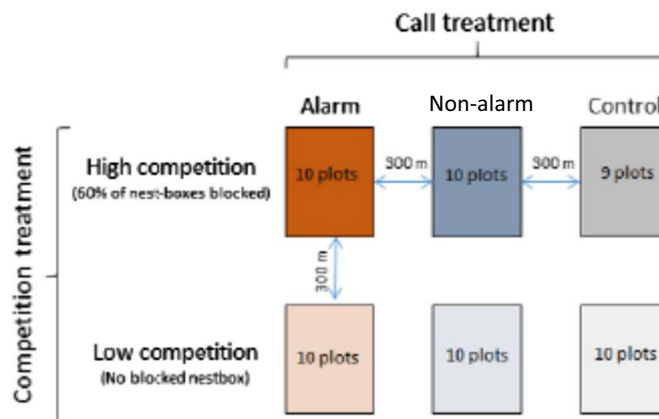 Call treatment
Alarm Non-alarm Control
Competition treatment
High competition
(60% of nest-boxes blocked)
10 plots 300 m 10 plots 300 m 9 plots
300 m
Low competition
(No blocked nestbox)
10 plots 10 plots 10 plots